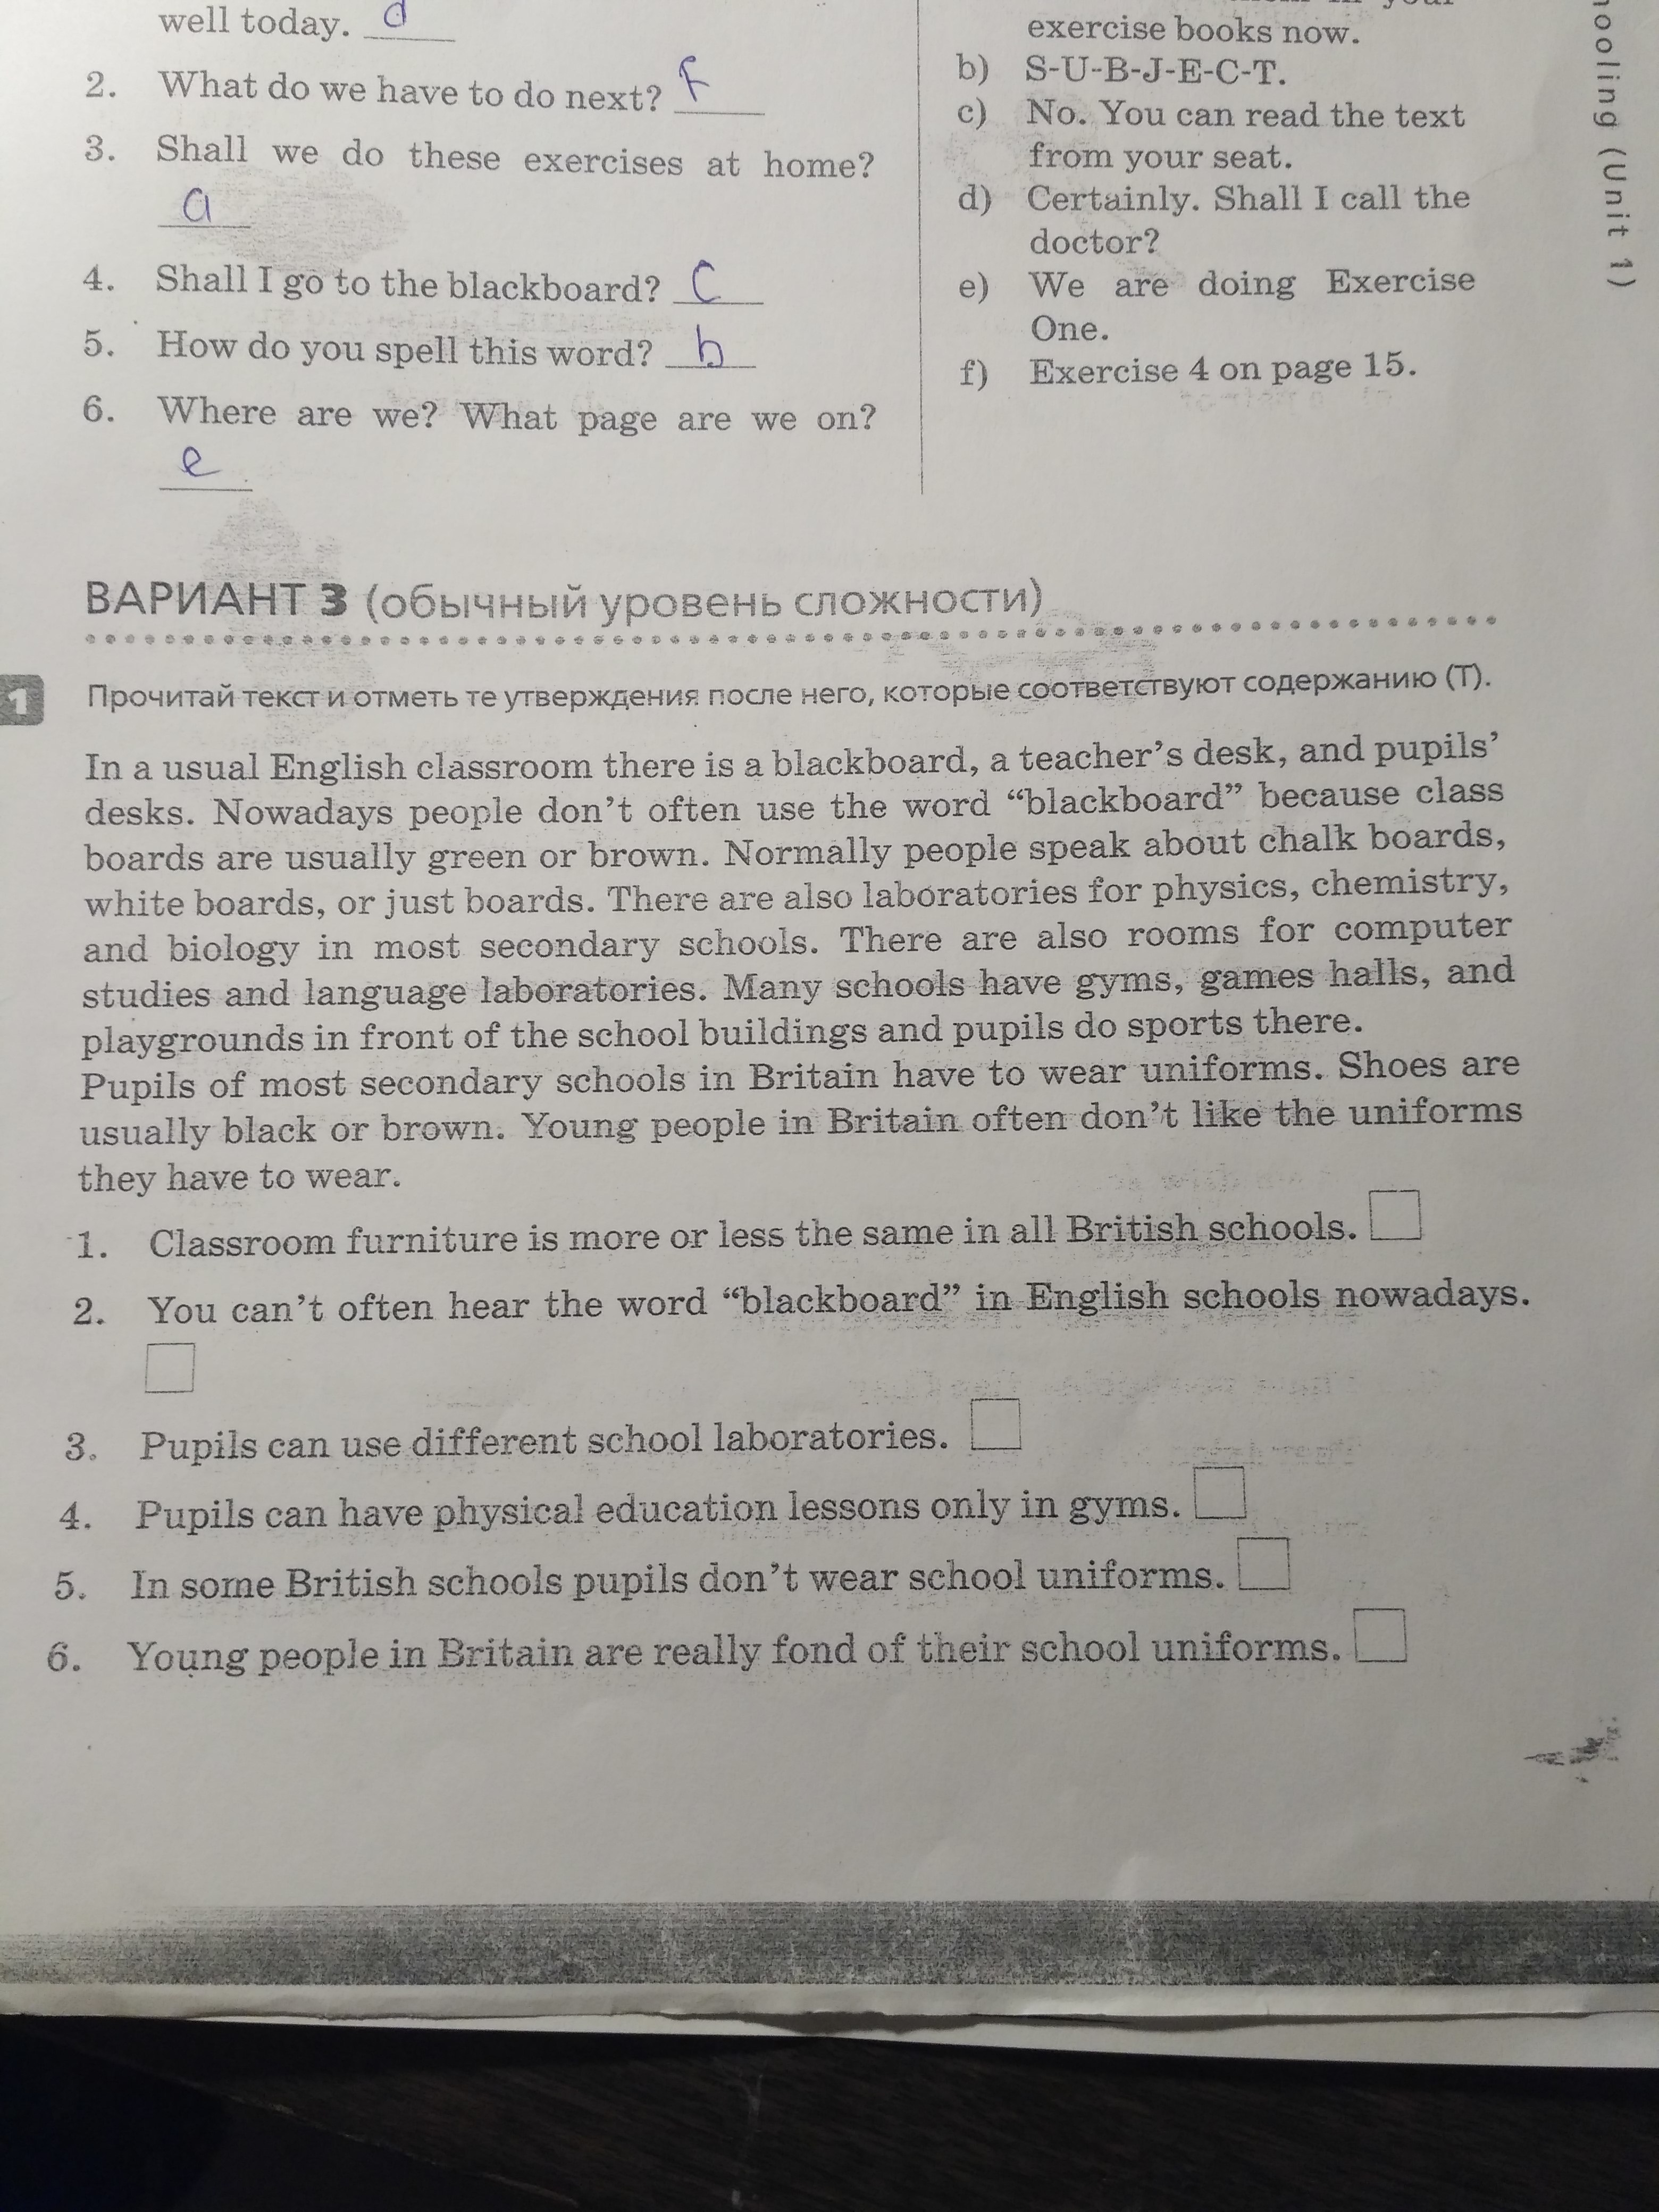 well today. d
2. What do we have to do next? f
3. Shall we do these exercises at home?
a
4. Shall I go to the blackboard? c
5. How do you spell this word? b
6. Where are we? What page are we on?
e
exercise books now.
b) S-U-B-J-E-C-T.
c) No. You can read the text
from your seat.
d) Certainly. Shall I call the
doctor?
e) We are doing Exercise
One.
f) Exercise 4 on page 15.
(Unit 1)
ВАРИАНТ 3 (обычный уровень сложности)
1 Прочитай текст и отметь те утверждения после него, которые соответствуют содержанию (T).
In a usual English classroom there is a blackboard, a teacher's desk, and pupils'
desks. Nowadays people don't often use the word “blackboard” because class
boards are usually green or brown. Normally people speak about chalk boards,
white boards, or just boards. There are also laboratories for physics, chemistry,
and biology in most secondary schools. There are also rooms for computer
studies and language laboratories. Many schools have gyms, games halls, and
playgrounds in front of the school buildings and pupils do sports there.
Pupils of most secondary schools in Britain have to wear uniforms. Shoes are
usually black or brown. Young people in Britain often don't like the uniforms
they have to wear.
1. Classroom furniture is more or less the same in all British schools.
2. You can't often hear the word “blackboard” in English schools nowadays.
3. Pupils can use different school laboratories.
4. Pupils can have physical education lessons only in gyms.
5. In some British schools pupils don't wear school uniforms.
6. Young people in Britain are really fond of their school uniforms.